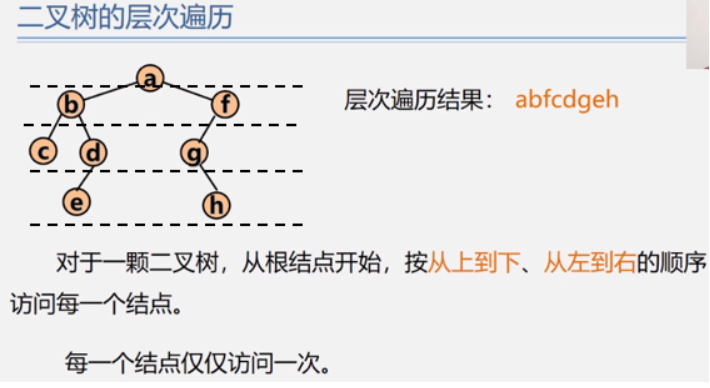 二叉树的层次遍历
a
b f
层次遍历结果： abfcdgeh
c d g
e h
对于一颗二叉树，从根结点开始，按从上到下、从左到右的顺序
访问每一个结点。
每一个结点仅仅访问一次。